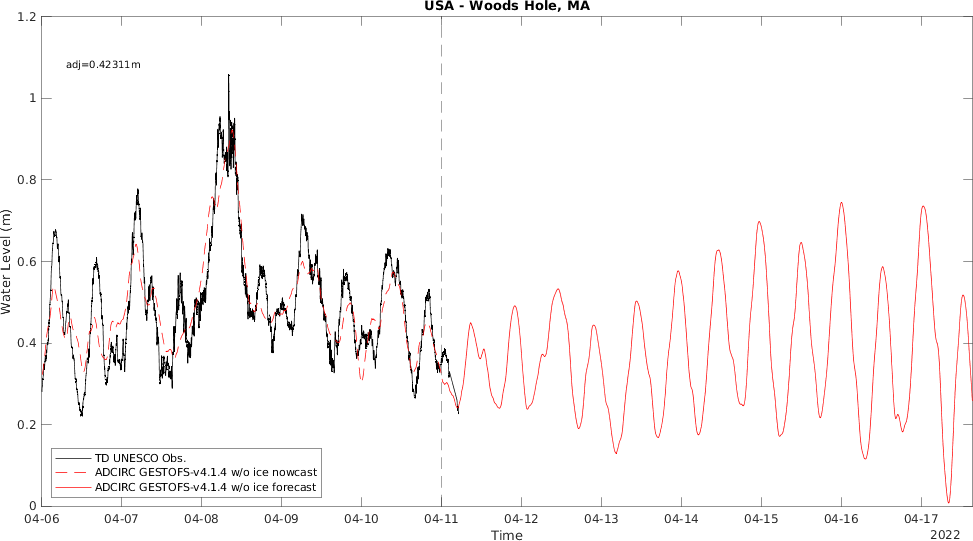 USA - Woods Hole, MA
1.2
adj=0.42311m
1
0.8
0.6
0.4
0.2
0
Water Level (m)
TD UNESCO Obs.
ADCIRC GESTOFS-v4.1.4 w/o ice nowcast
ADCIRC GESTOFS-v4.1.4 w/o ice forecast
04-06 04-07 04-08 04-09 04-10 04-11 04-12 04-13 04-14 04-15 04-16 04-17
Time
2022